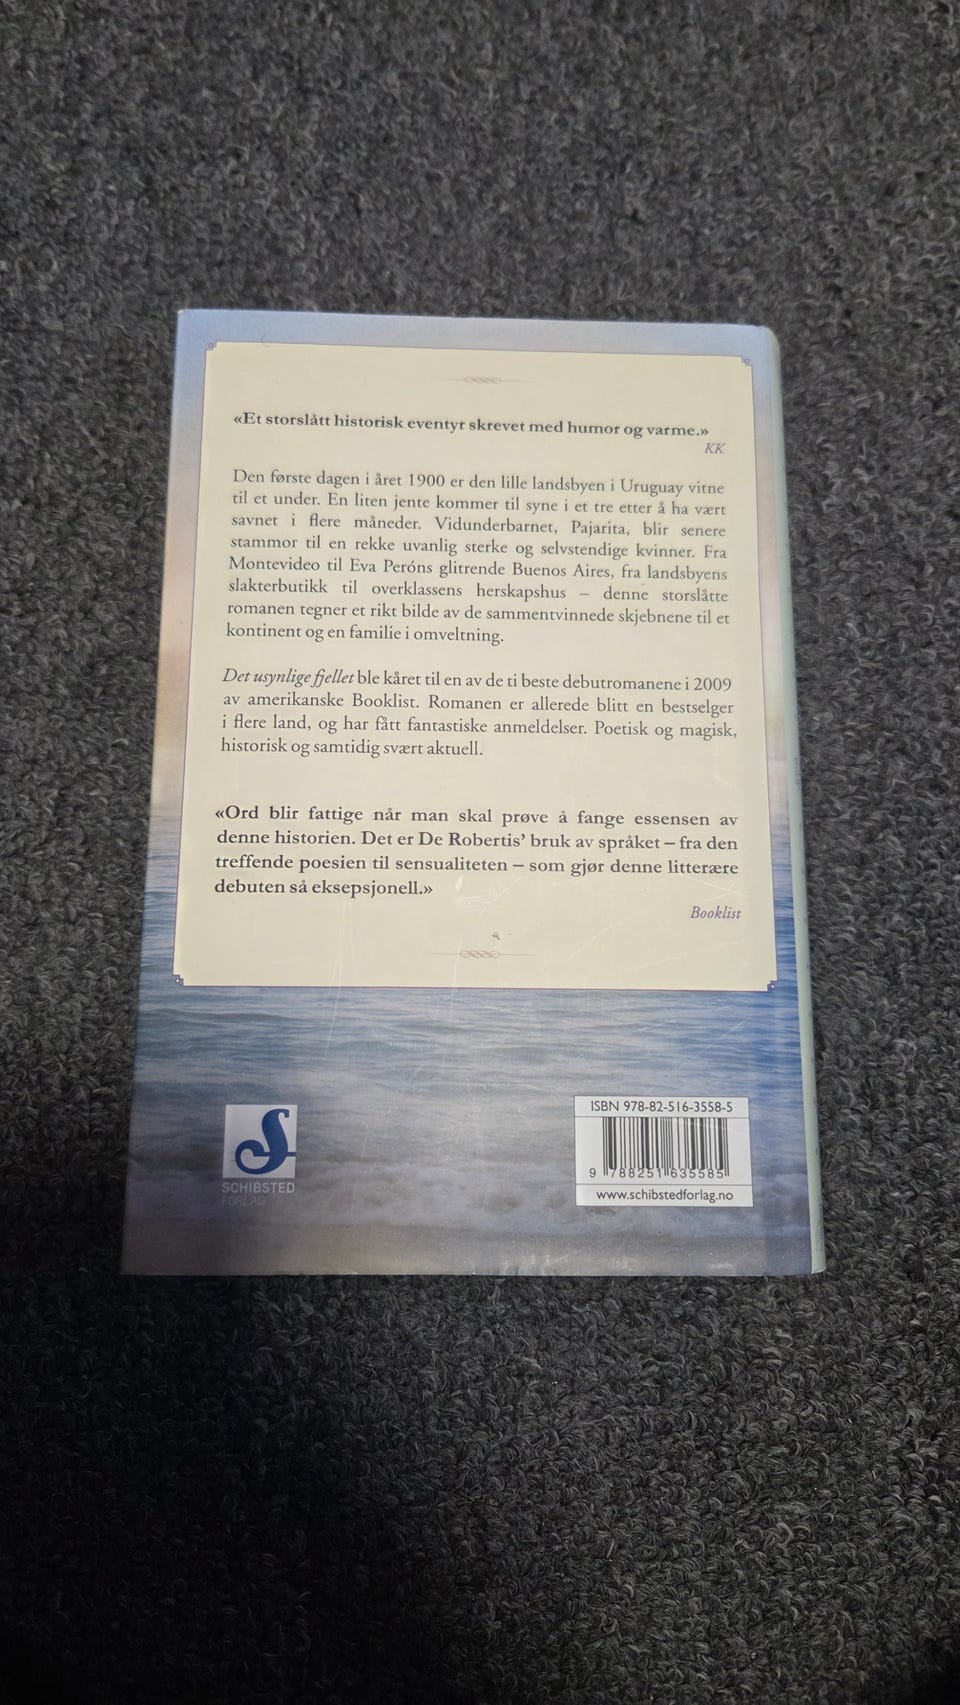 «Et storslått historisk eventyr skrevet med humor og varme.»
KK
Den første dagen i året 1900 er den lille landsbyen i Uruguay vitne
til et under. En liten jente kommer til syne i et tre etter å ha vært
savnet i flere måneder. Vidunderbarnet, Pajarita, blir senere
stammor til en rekke uvanlig sterke og selvstendige kvinner. Fra
Montevideo til Eva Peróns glitrende Buenos Aires, fra landsbyens
slakterbutikk til overklassens herskapshus – denne storslåtte
romanen tegner et rikt bilde av de sammentvinnede skjebnene til et
kontinent og en familie i omveltning.
Det usynlige fjellet ble kåret til en av de ti beste debutromanene i 2009
av amerikanske Booklist. Romanen er allerede blitt en bestselger
i flere land, og har fått fantastiske anmeldelser. Poetisk og magisk,
historisk og samtidig svært aktuell.
«Ord blir fattige når man skal prøve å fange essensen av
denne historien. Det er De Robertis’ bruk av språket – fra den
treffende poesien til sensualiteten – som gjør denne litterære
debuten så eksepsjonell.»
Booklist
S
SCHIBSTED
FORLAG
ISBN 978-82-516-3558-5
9 788251 635585
www.schibstedforlag.no